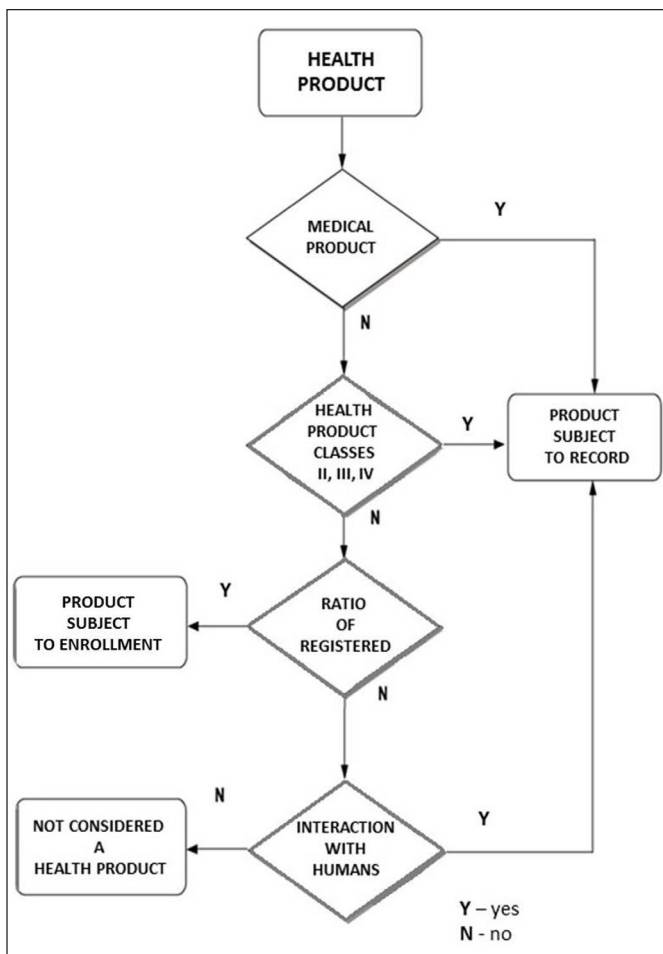 HEALTH
PRODUCT
Y
MEDICAL
PRODUCT
N
HEALTH
PRODUCT
CLASSES
II, III, IV
Y
PRODUCT
SUBJECT
TO RECORD
N
Y
PRODUCT
SUBJECT
TO ENROLLMENT
RATIO
OF
REGISTERED
N
N
NOT CONSIDERED
A
HEALTH PRODUCT
INTERACTION
WITH
HUMANS
Y
Y – yes
N - no